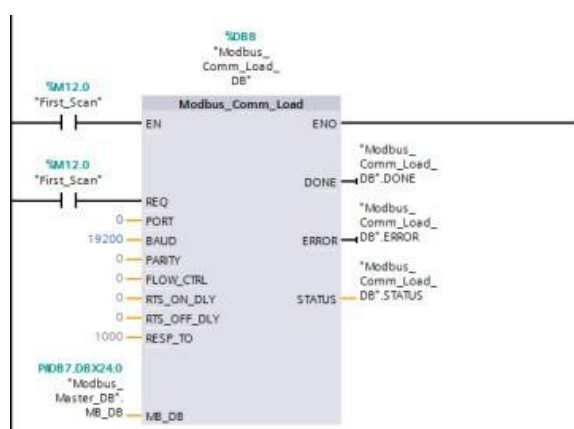 %DB8
"Modbus_
Comm_Load_
DB"
%M12.0
"First_Scan"
Modbus_Comm_Load
EN
ENO
"Modbus_
Comm_Load_
DB".DONE
DONE
%M12.0
"First_Scan"
REQ
"Modbus_
Comm_Load_
DB".ERROR
ERROR
0
PORT
19200
BAUD
0
PARITY
"Modbus_
Comm_Load_
DB".STATUS
STATUS
0
FLOW_CTRL
0
RTS_ON_DLY
0
RTS_OFF_DLY
1000
RESP_TO
P#DB7.DBX24.0
"Modbus_
Master_DB".
MB_DB
MB_DB